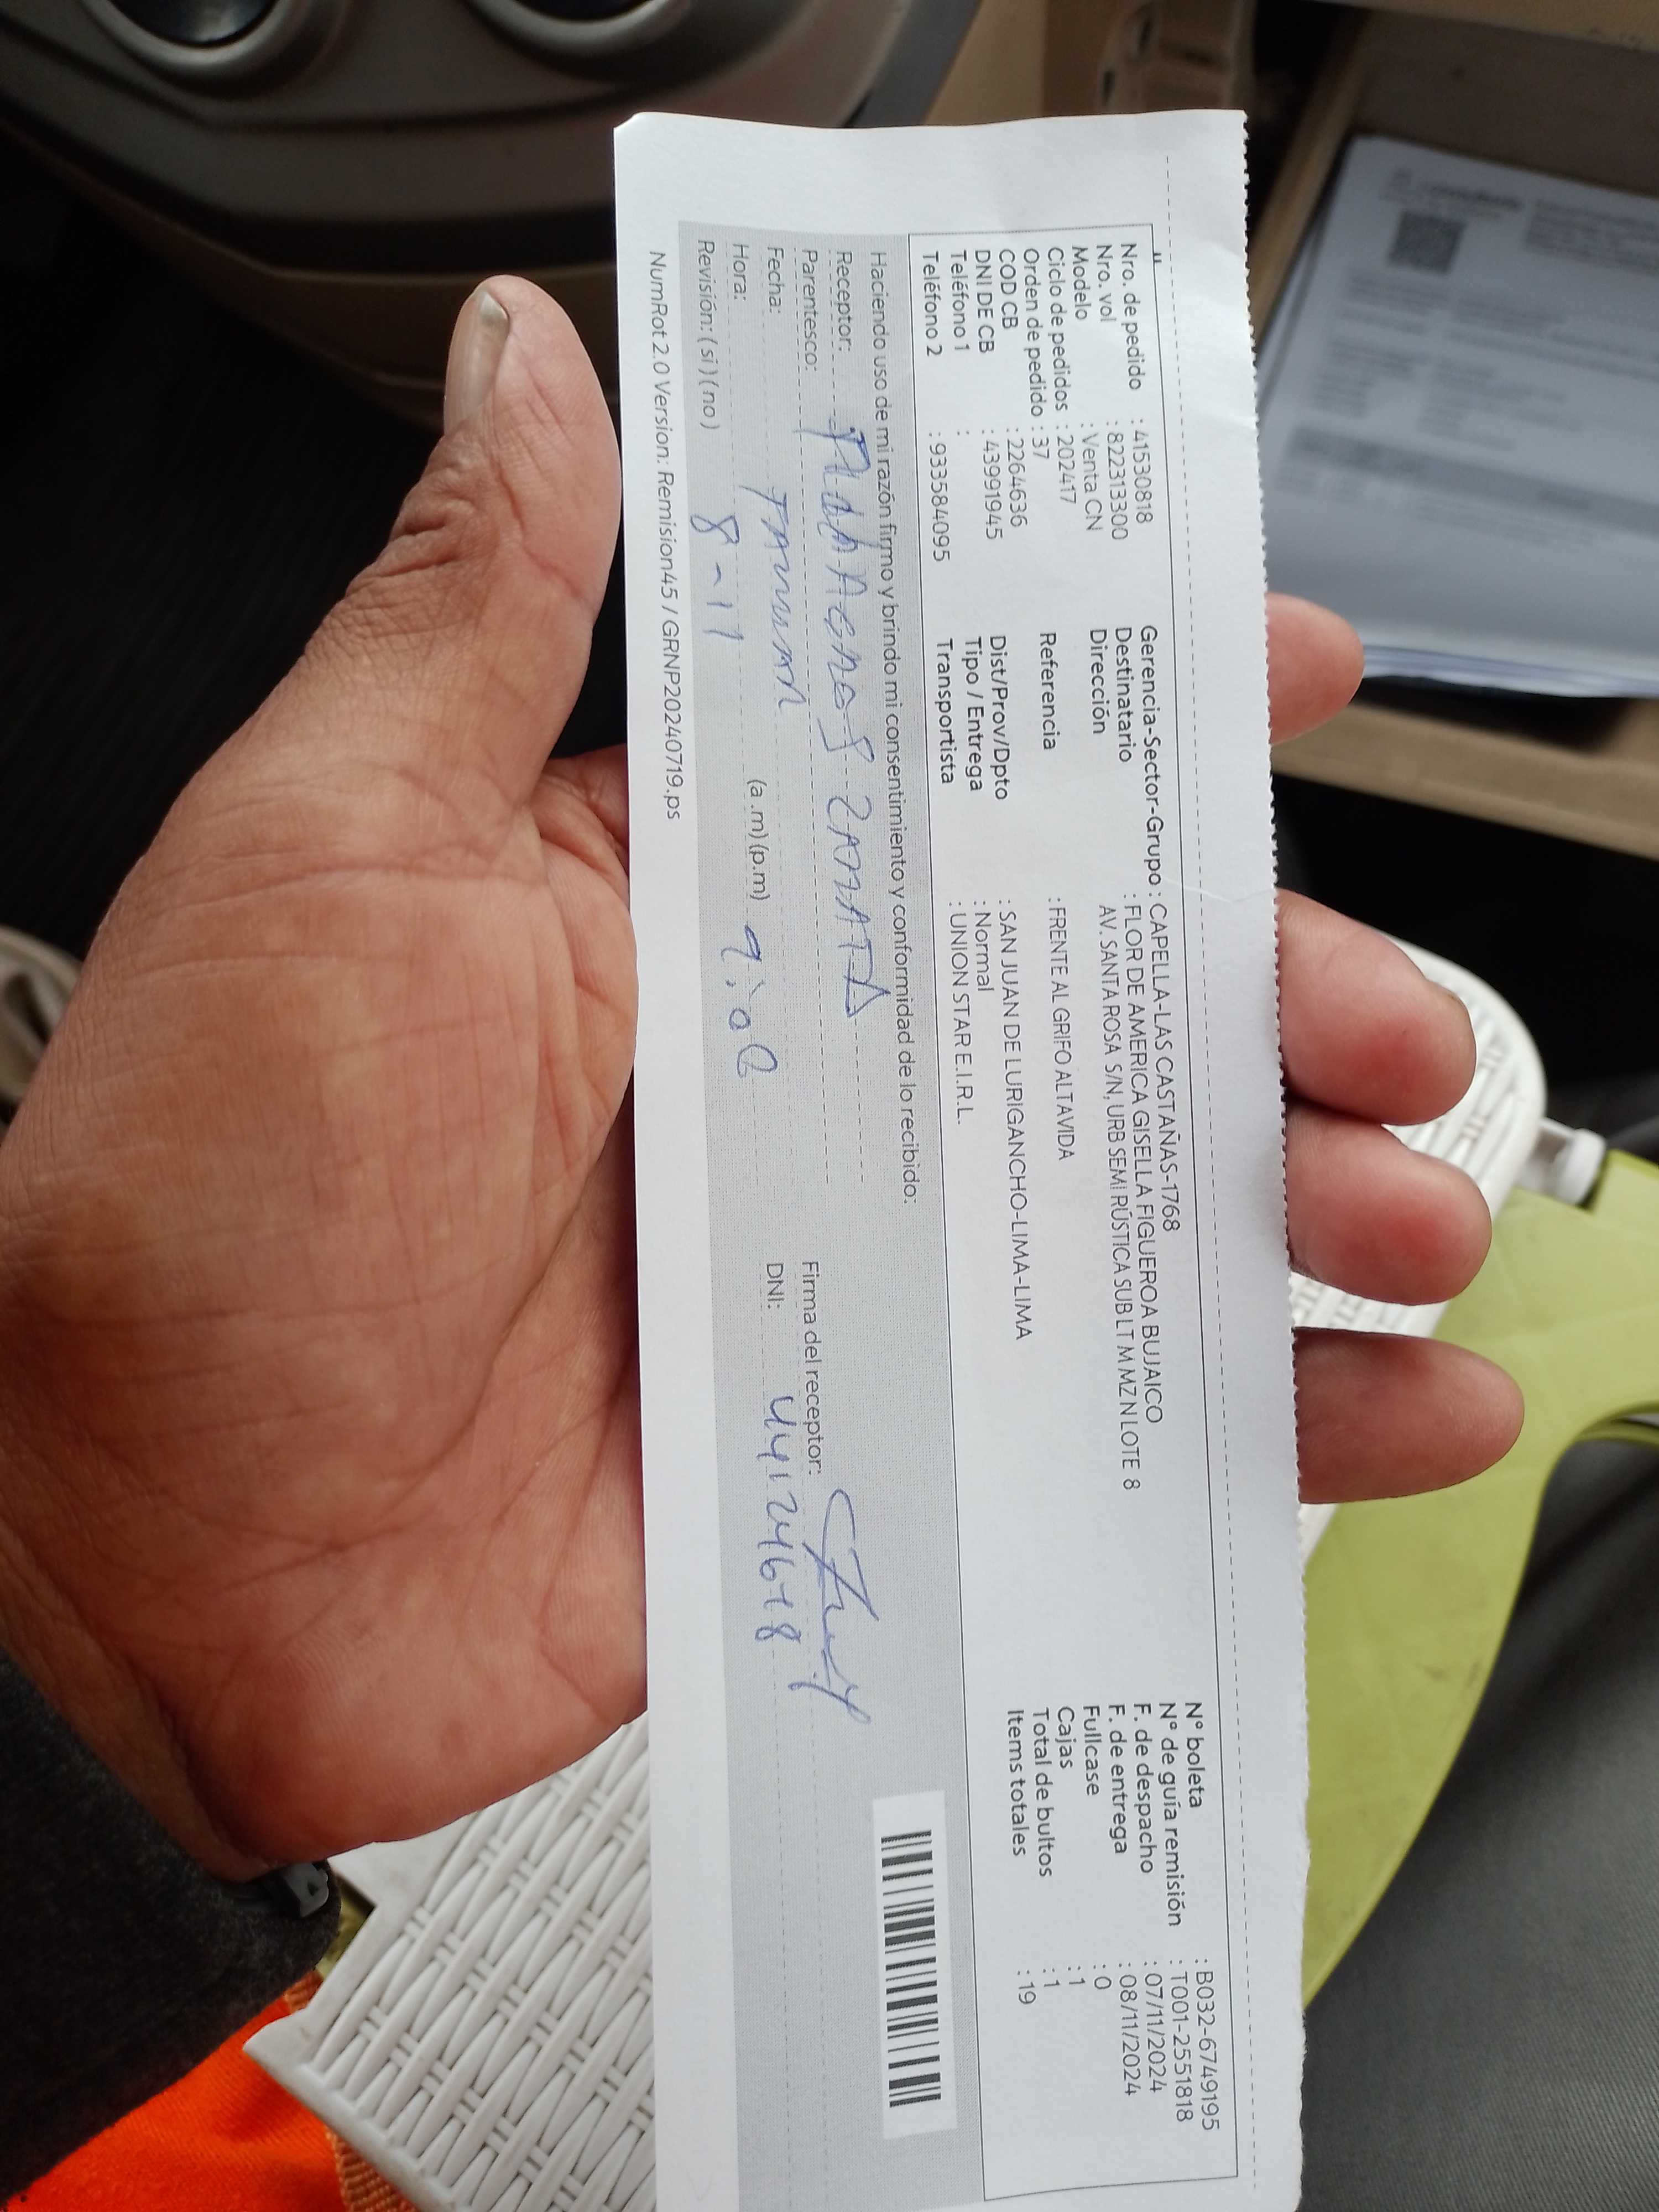 Nro. de pedido : 41530818
Nro. vol : 822313300
Modelo : Venta CN
Ciclo de pedidos : 202417
Orden de pedido : 37
COD CB : 2264636
DNI DE CB : 43991945
Teléfono 1 :
Teléfono 2 : 933584095
Gerencia-Sector-Grupo : CAPELLA-LAS CASTAÑAS-1768
Destinatario : FLOR DE AMERICA GISELLA FIGUEROA BUJAICO
Dirección AV. SANTA ROSA S/N, URB SEMI RÚSTICA SUB LT M MZ N LOTE 8
Referencia : FRENTE AL GRIFO ALTAVIDA
Dist/Prov/Dpto : SAN JUAN DE LURIGANCHO-LIMA-LIMA
Tipo / Entrega : Normal
Transportista : UNION STAR E.I.R.L.
N° boleta : B032-6749195
N° de guía remisión : T001-2551818
F. de despacho : 07/11/2024
F. de entrega : 08/11/2024
Fullcase : 0
Cajas : 1
Total de bultos : 1
Items totales : 19
Haciendo uso de mi razón firmo y brindo mi consentimiento y conformidad de lo recibido:
Receptor: ZAPATA
Parentesco:
Fecha: 8-11
Hora: (a .m) (p.m) 9:00
Revisión: ( si ) ( no )
Firma del receptor:
DNI: 44124678
NumRot 2.0 Version: Remision45 / GRNP20240719.ps